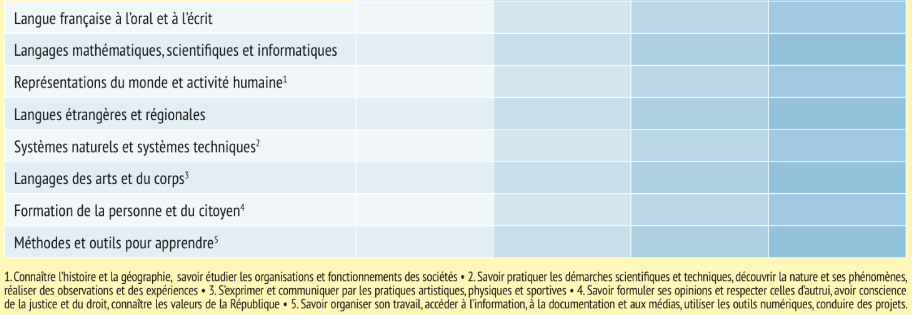 Langue française à l'oral et à l'écrit
Langages mathématiques, scientifiques et informatiques
Représentations du monde et activité humaine¹
Langues étrangères et régionales
Systèmes naturels et systèmes techniques²
Langages des arts et du corps³
Formation de la personne et du citoyen⁴
Méthodes et outils pour apprendre⁵
1. Connaître l'histoire et la géographie, savoir étudier les organisations et fonctionnements des sociétés • 2. Savoir pratiquer les démarches scientifiques et techniques, découvrir la nature et ses phénomènes,
réaliser des observations et des expériences • 3. S'exprimer et communiquer par les pratiques artistiques, physiques et sportives • 4. Savoir formuler ses opinions et respecter celles d'autrui, avoir conscience
de la justice et du droit, connaître les valeurs de la République • 5. Savoir organiser son travail, accéder à l'information, à la documentation et aux médias, utiliser les outils numériques, conduire des projets.